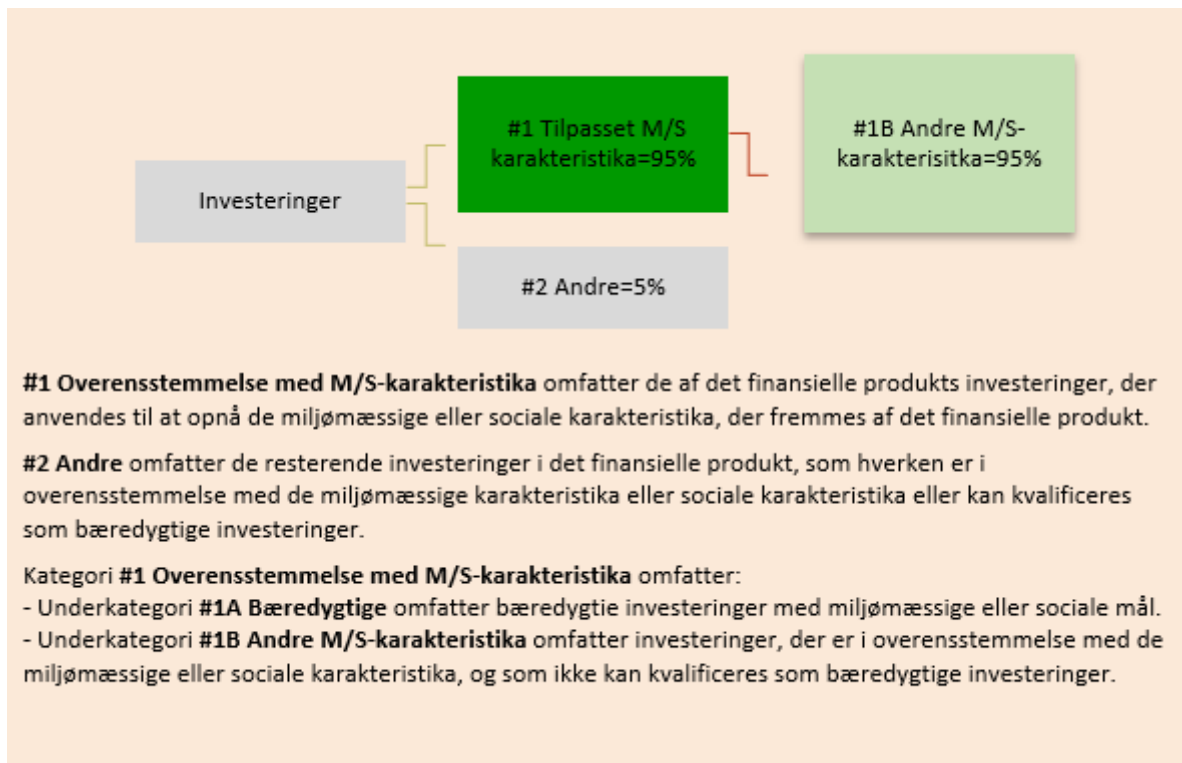 #1 Tilpasset M/S
karakteristika=95%
#1B Andre M/S-
karakterisitka=95%
Investeringer
#2 Andre=5%
#1 Overensstemmelse med M/S-karakteristika omfatter de af det finansielle produkts investeringer, der
anvendes til at opnå de miljømæssige eller sociale karakteristika, der fremmes af det finansielle produkt.
#2 Andre omfatter de resterende investeringer i det finansielle produkt, som hverken er i
overensstemmelse med de miljømæssige karakteristika eller sociale karakteristika eller kan kvalificeres
som bæredygtige investeringer.
Kategori #1 Overensstemmelse med M/S-karakteristika omfatter:
- Underkategori #1A Bæredygtige omfatter bæredygtie investeringer med miljømæssige eller sociale mål.
- Underkategori #1B Andre M/S-karakteristika omfatter investeringer, der er i overensstemmelse med de
miljømæssige eller sociale karakteristika, og som ikke kan kvalificeres som bæredygtige investeringer.